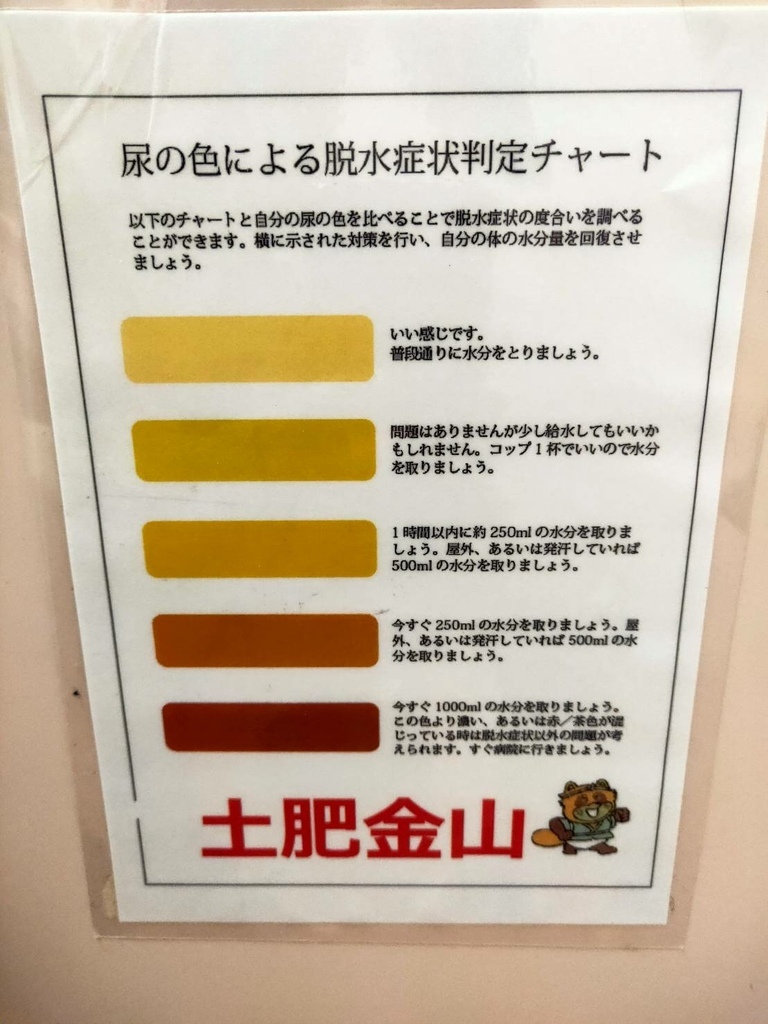 尿の色による脱水症状判定チャート
以下のチャートと自分の尿の色を比べることで脱水症状の度合いを調べる
ことができます。横に示された対策を行い、自分の体の水分量を回復させ
ましょう。
いい感じです。
普段通りに水分をとりましょう。
問題はありませんが少し給水してもいいか
もしれません。コップ1杯でいいので水分
を取りましょう。
1時間以内に約250mlの水分を取りま
しょう。屋外、あるいは発汗していれば
500mlの水分を取りましょう。
今すぐ250mlの水分を取りましょう。屋
外、あるいは発汗していれば500mlの水
分を取りましょう。
今すぐ1000mlの水分を取りましょう。
この色より濃い、あるいは赤／茶色が混
じっている時は脱水症状以外の問題が考
えられます。すぐ病院に行きましょう。
土肥金山